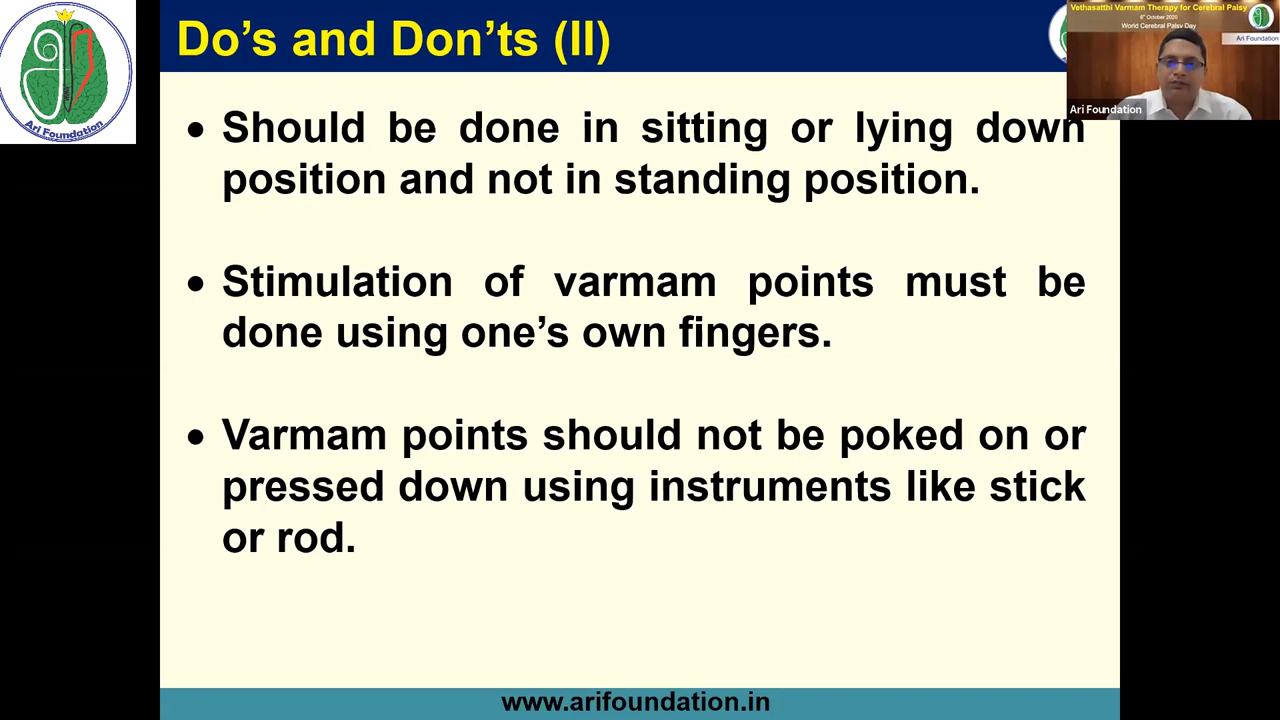 Do’s and Don’ts (II)
Ari Foundation
Vethasatthi Varmam Therapy for Cerebral Palsy
6th October 2020
World Cerebral Palsy Day
Ari Foundation
Ari Foundation
• Should be done in sitting or lying down
position and not in standing position.
• Stimulation of varmam points must be
done using one’s own fingers.
• Varmam points should not be poked on or
pressed down using instruments like stick
or rod.
www.arifoundation.in